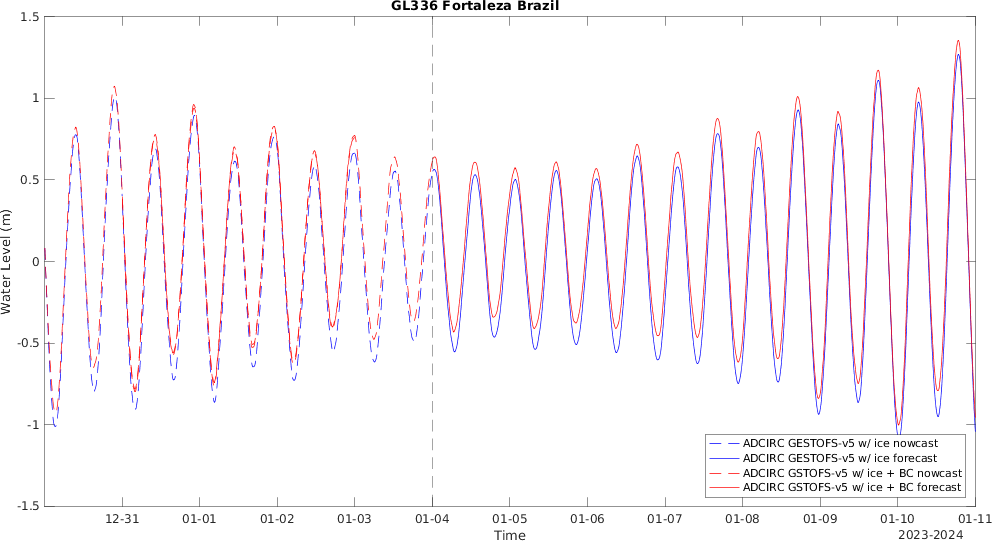 GL336 Fortaleza Brazil
1.5
1
0.5
0
-0.5
-1
-1.5
Water Level (m)
12-31 01-01 01-02 01-03 01-04 01-05 01-06 01-07 01-08 01-09 01-10 01-11
Time
2023-2024
ADCIRC GESTOFS-v5 w/ ice nowcast
ADCIRC GESTOFS-v5 w/ ice forecast
ADCIRC GSTOFS-v5 w/ ice + BC nowcast
ADCIRC GSTOFS-v5 w/ ice + BC forecast